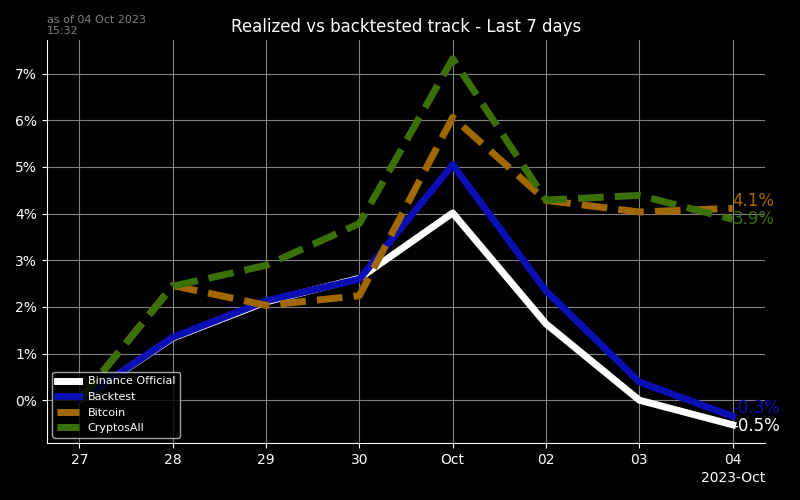 as of 04 Oct 2023
15:32
Realized vs backtested track - Last 7 days
7%
6%
5%
4%
3%
2%
1%
0%
4.1%
3.9%
-0.3%
-0.5%
Binance Official
Backtest
Bitcoin
CryptosAll
27 28 29 30 Oct 02 03 04
2023-Oct